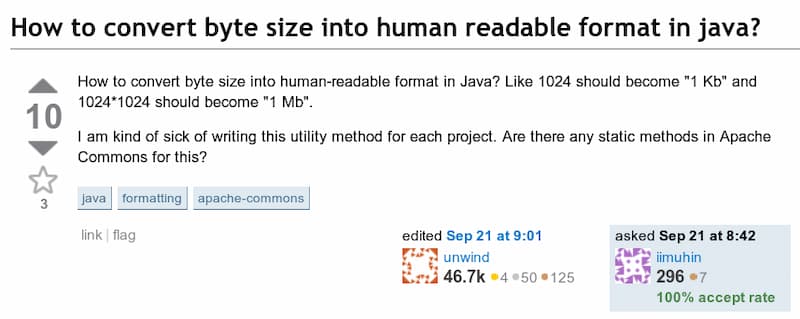 How to convert byte size into human readable format in java?
How to convert byte size into human-readable format in Java? Like 1024 should become "1 Kb" and
1024*1024 should become "1 Mb".
10
I am kind of sick of writing this utility method for each project. Are there any static methods in Apache
Commons for this?
3
java formatting apache-commons
link | flag
edited Sep 21 at 9:01
unwind
46.7k 4 50 125
asked Sep 21 at 8:42
iimuhin
296 7
100% accept rate